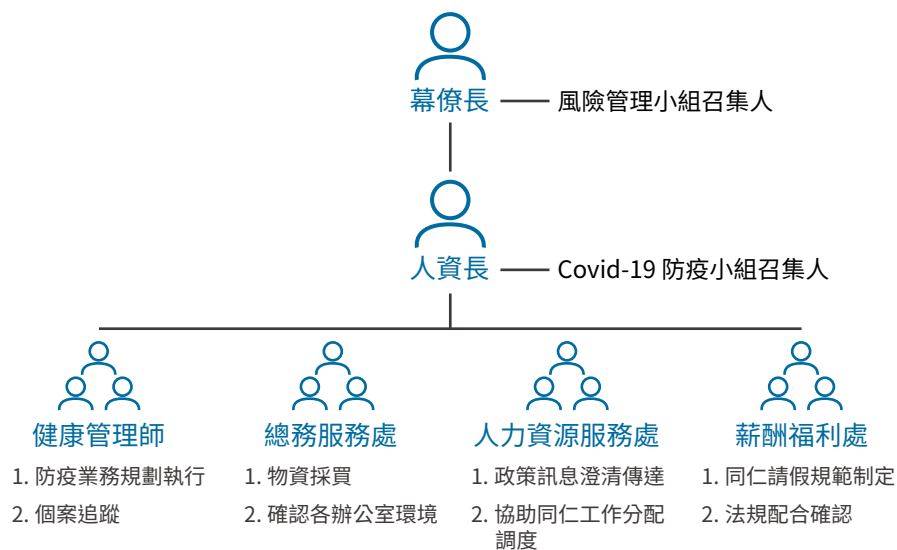 幕僚長 風險管理小組召集人
人資長 Covid-19 防疫小組召集人
健康管理師
1. 防疫業務規劃執行
2. 個案追蹤
總務服務處
1. 物資採買
2. 確認各辦公室環境
人力資源服務處
1. 政策訊息澄清傳達
2. 協助同仁工作分配
調度
薪酬福利處
1. 同仁請假規範制定
2. 法規配合確認